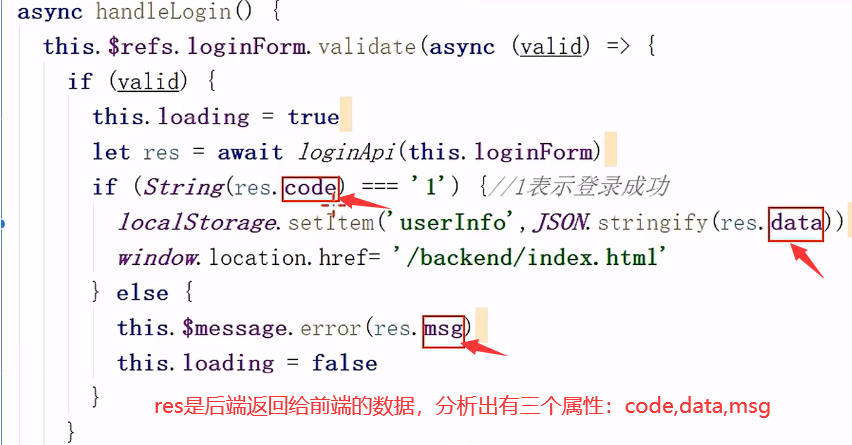 async handleLogin() {
this.$refs.loginForm.validate(async (valid) => {
if (valid) {
this.loading = true
let res = await loginApi(this.loginForm)
if (String(res.code) === '1') {//1表示登录成功
localStorage.setItem('userInfo',JSON.stringify(res.data))
window.location.href= '/backend/index.html'
} else {
this.$message.error(res.msg)
this.loading = false
}
res是后端返回给前端的数据，分析出有三个属性：code,data,msg
}